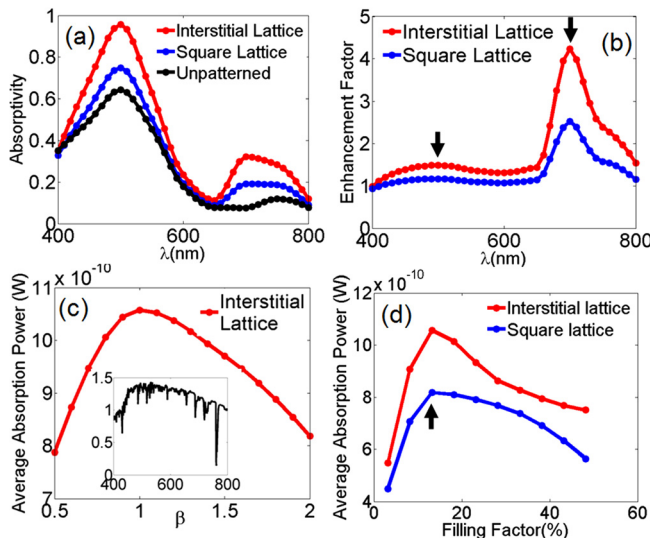 (a)
Interstitial Lattice
Square Lattice
Unpatterned
Absorptivity
1
0.8
0.6
0.4
0.2
0
400
600
800
λ(nm)
(b)
Interstitial Lattice
Square Lattice
Enhancement Factor
5
4
3
2
1
0
400
500
600
700
800
λ(nm)
(c)
x 10⁻¹⁰
Interstitial
Lattice
Average Absorption Power (W)
11
10
9
8
7
0.5
1
1.5
2
β
1.5
1
0.5
0
400
600
800
(d)
x 10⁻¹⁰
Interstitial lattice
Square lattice
Average Absorption Power (W)
12
10
8
6
4
0
20
40
60
Filling Factor(%)